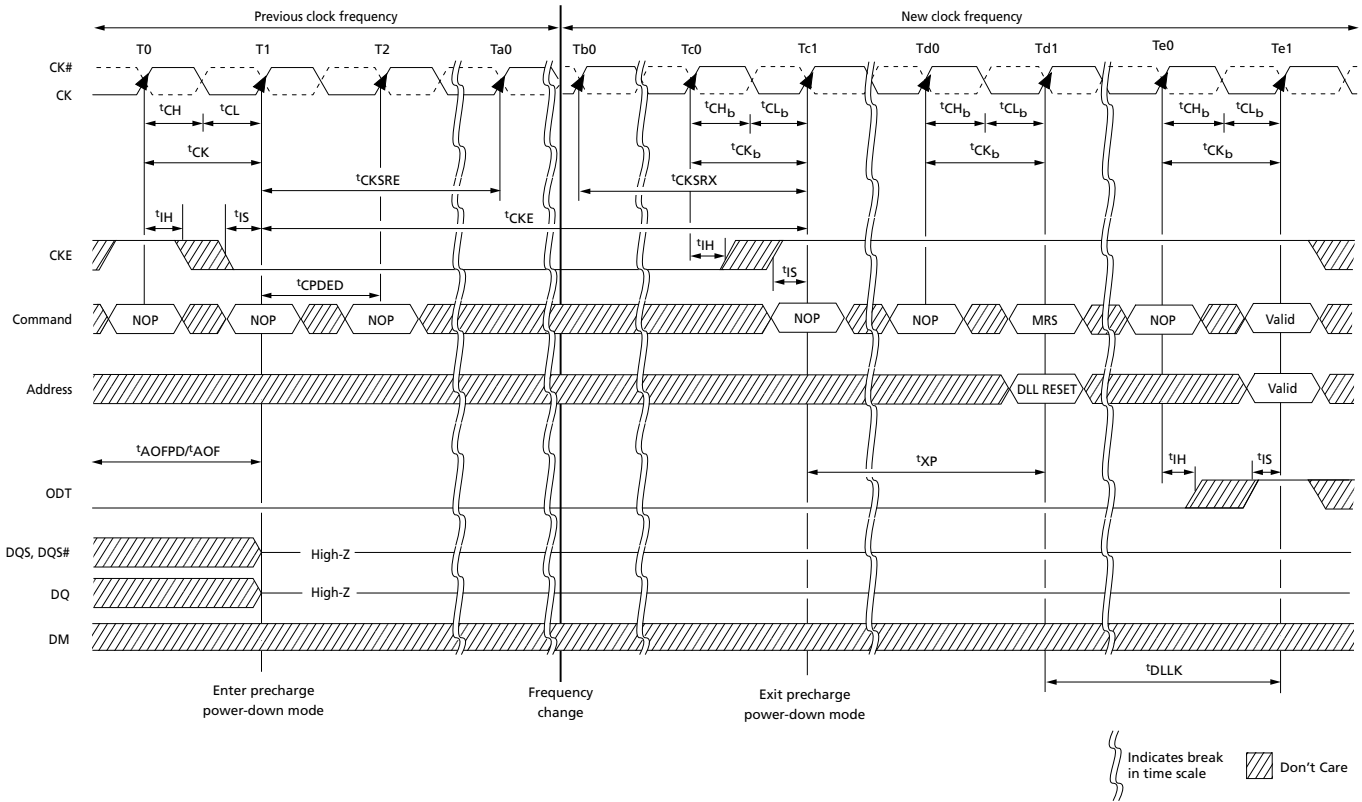 Previous clock frequency New clock frequency
T0 T1 T2 Ta0 Tb0 Tc0 Tc1 Td0 Td1 Te0 Te1
CK#
CK
tCH tCL tCHb tCLb tCHb tCLb tCHb tCLb
tCK tCKb tCKb tCKb
tCKSRE tCKSRX
tIH tIS tCKE
CKE tIH
tIS
tCPDED
Command NOP NOP NOP NOP NOP MRS NOP Valid
Address DLL RESET Valid
tAOFPD/tAOF tXP tIH tIS
ODT
DQS, DQS# High-Z
DQ High-Z
DM
tDLLK
Enter precharge
power-down mode
Frequency
change
Exit precharge
power-down mode
Indicates break
in time scale
Don't Care